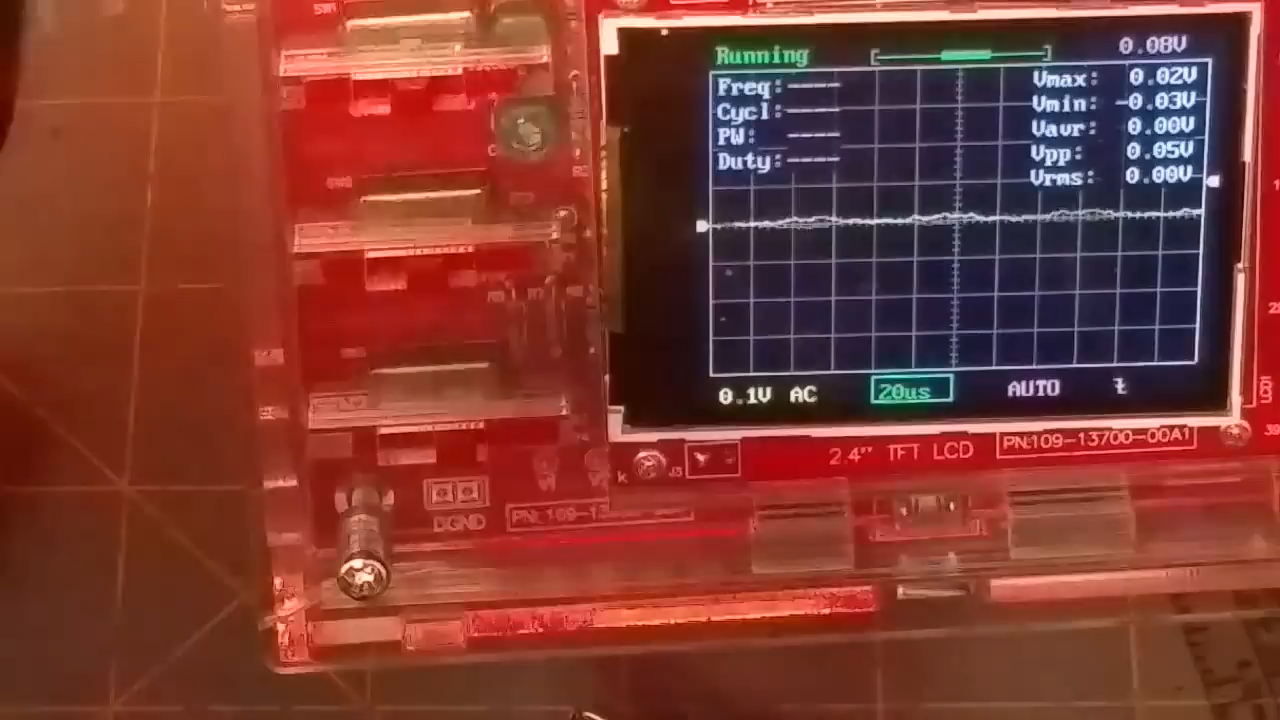 Running
0.08V
Freq:----
Cycl:----
PW: ----
Duty:----
Vmax: 0.02V
Vmin: -0.03V
Vavr: 0.00V
Vpp: 0.05V
Vrms: 0.00V
0.1V AC 20us AUTO
2.4" TFT LCD
PN:109-13700-00A1
K
J3
DGND